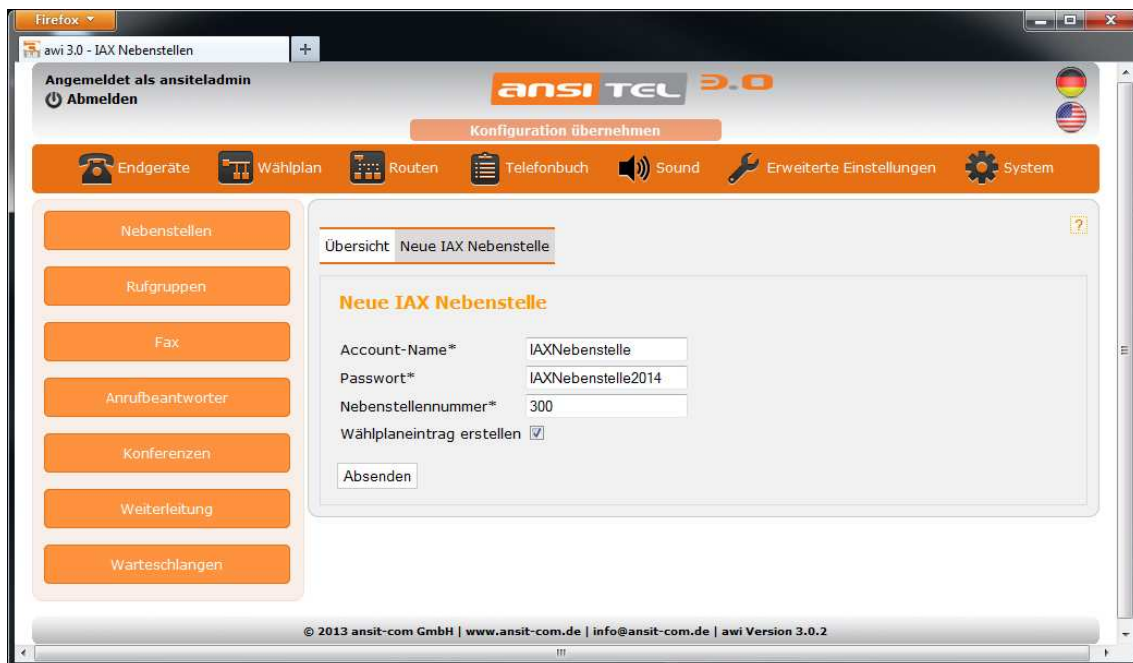 Firefox
awi 3.0 - IAX Nebenstellen
Angemeldet als ansiteladmin
Abmelden
ansi TEL 3.0
Konfiguration übernehmen
Endgeräte Wählplan Routen Telefonbuch Sound Erweiterte Einstellungen System
Nebenstellen
Rufgruppen
Fax
Anrufbeantworter
Konferenzen
Weiterleitung
Warteschlangen
?
Übersicht Neue IAX Nebenstelle
Neue IAX Nebenstelle
Account-Name* IAXNebenstelle
Passwort* IAXNebenstelle2014
Nebenstellennummer* 300
Wählplaneintrag erstellen
Absenden
© 2013 ansit-com GmbH | www.ansit-com.de | info@ansit-com.de | awi Version 3.0.2